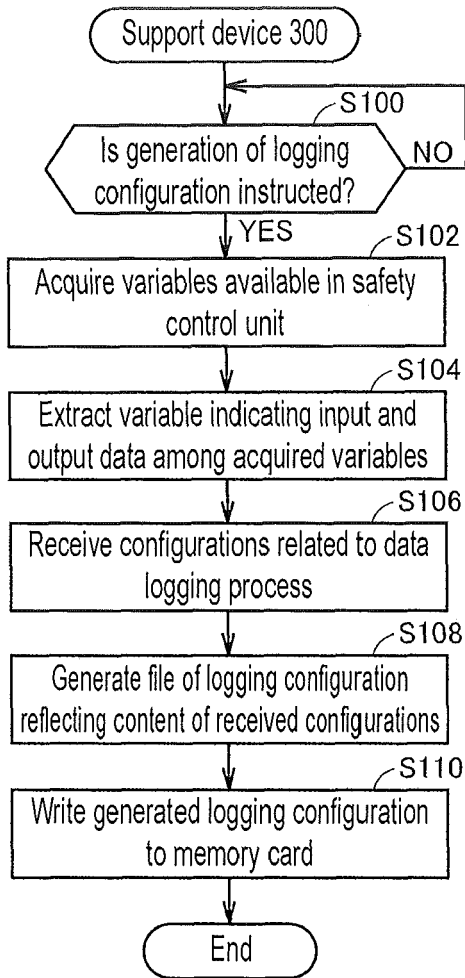 Support device 300
S100
Is generation of logging
configuration instructed?
NO
YES
S102
Acquire variables available in safety
control unit
S104
Extract variable indicating input and
output data among acquired variables
S106
Receive configurations related to data
logging process
S108
Generate file of logging configuration
reflecting content of received configurations
S110
Write generated logging configuration
to memory card
End